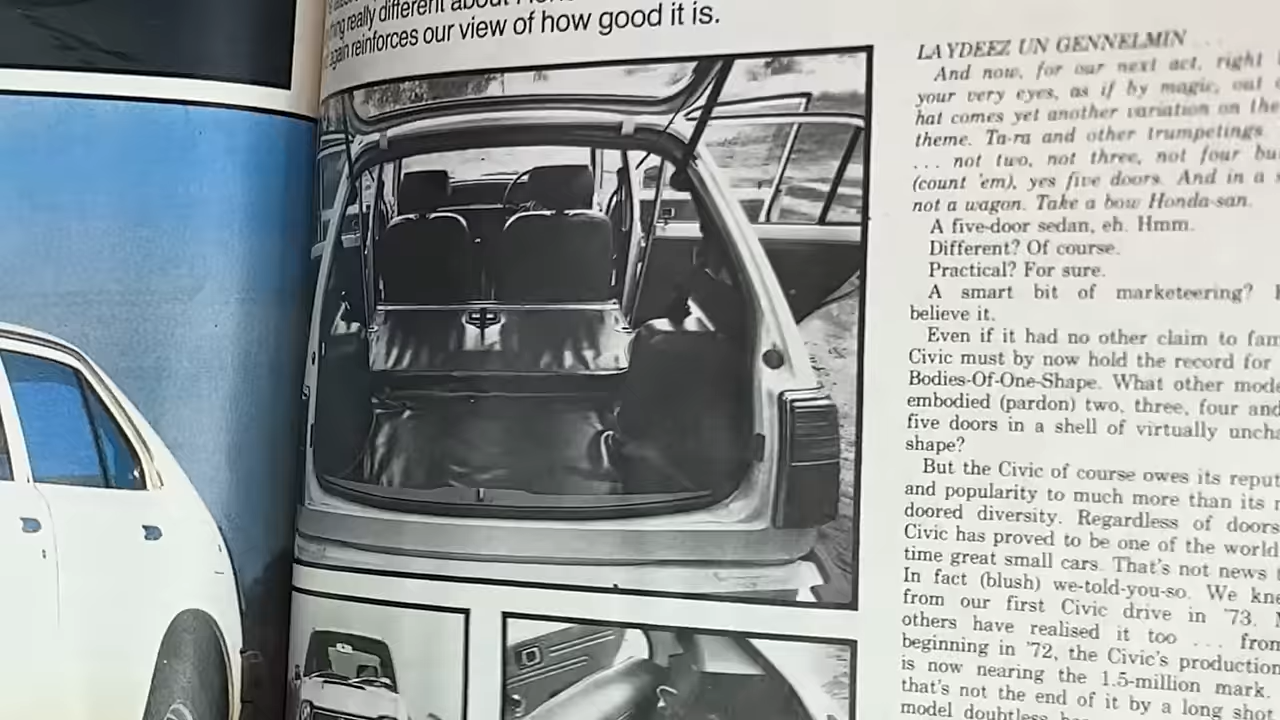 really different about
again reinforces our view of how good it is.
LAYDEEZ UN GENNELMIN ...
And now, for our next act, right
your very eyes, as if by magic, out
hat comes yet another variation on the
theme. Ta-ra and other trumpetings
... not two, not three, not four but
(count 'em), yes five doors. And in a
not a wagon. Take a bow Honda-san.
A five-door sedan, eh. Hmm.
Different? Of course.
Practical? For sure.
A smart bit of marketeering?
believe it.
Even if it had no other claim to
Civic must by now hold the record for
Bodies-Of-One-Shape. What other
embodied (pardon) two, three, four and
five doors in a shell of virtually
shape?
But the Civic of course owes its
and popularity to much more than its
doored diversity. Regardless of doors
Civic has proved to be one of the world
time great small cars. That's not news
In fact (blush) we-told-you-so. We
from our first Civic drive in '73.
others have realised it too ... from
beginning in '72, the Civic's production
is now nearing the 1.5-million mark.
that's not the end of it by a long shot
model doubtless